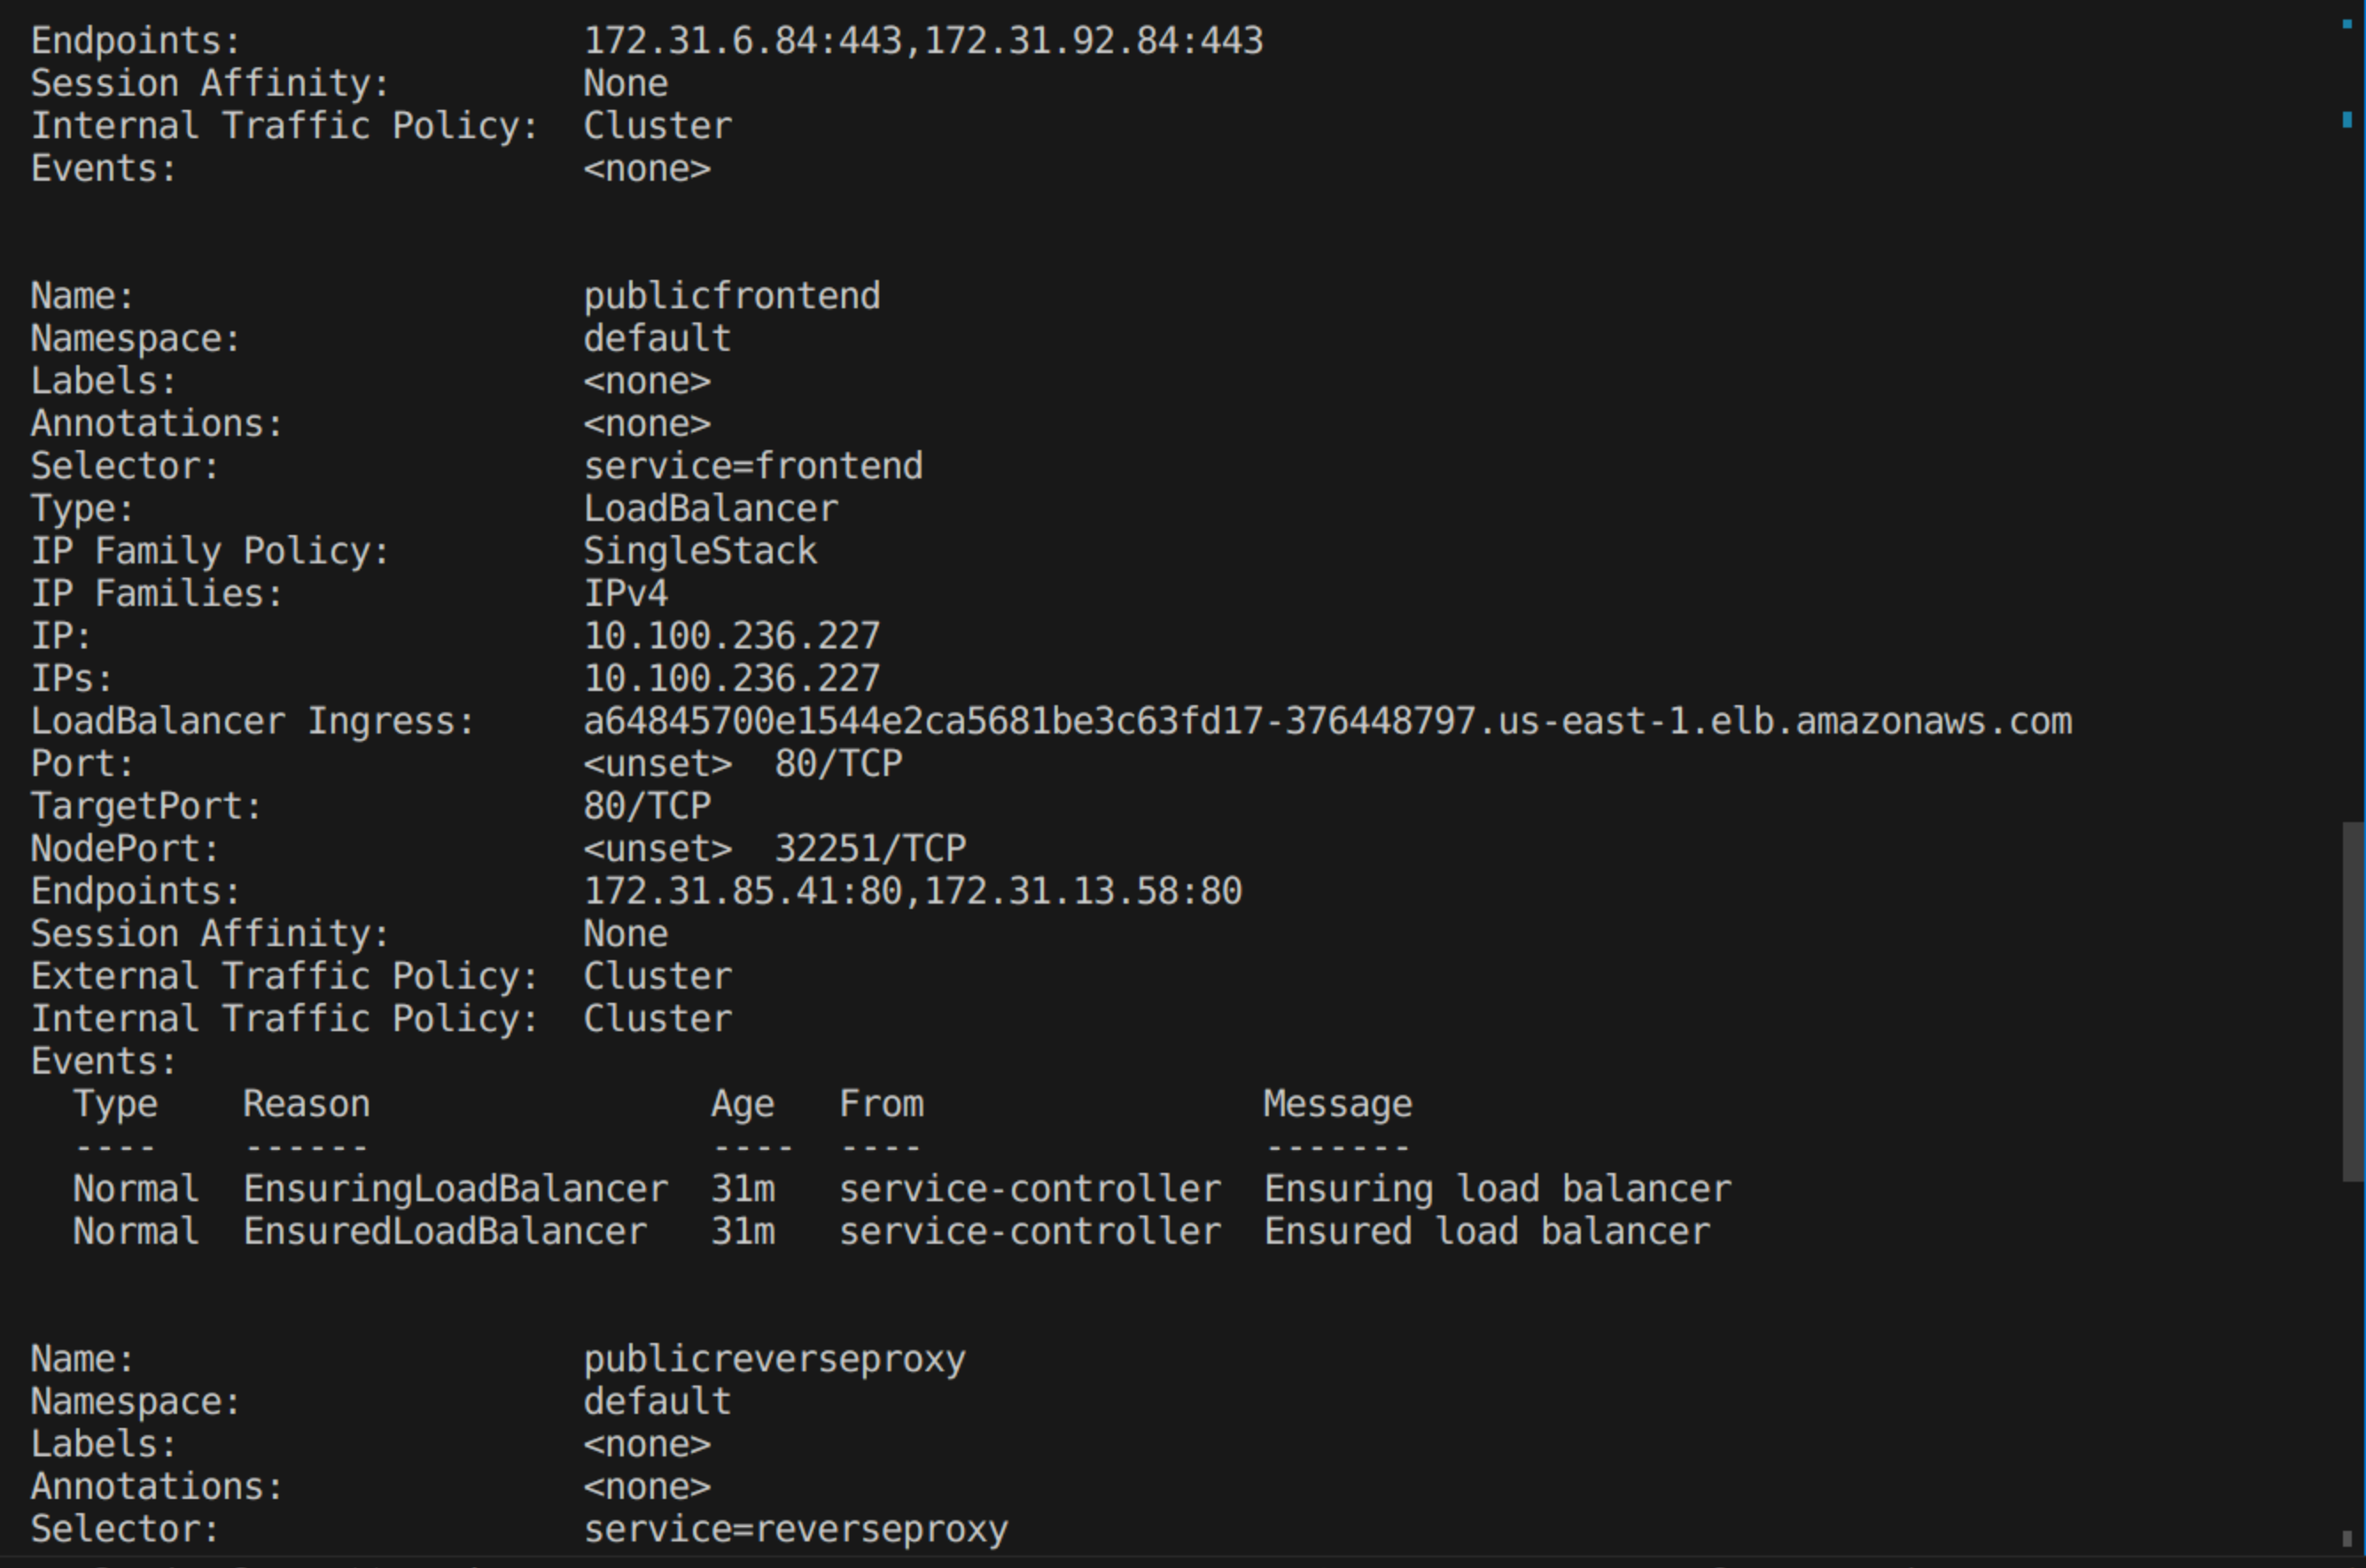 Endpoints:                172.31.6.84:443,172.31.92.84:443
Session Affinity:         None
Internal Traffic Policy:  Cluster
Events:                   <none>
Name:                     publicfrontend
Namespace:                default
Labels:                   <none>
Annotations:              <none>
Selector:                 service=frontend
Type:                     LoadBalancer
IP Family Policy:         SingleStack
IP Families:              IPv4
IP:                       10.100.236.227
IPs:                      10.100.236.227
LoadBalancer Ingress:     a64845700e1544e2ca5681be3c63fd17-376448797.us-east-1.elb.amazonaws.com
Port:                     <unset>  80/TCP
TargetPort:               80/TCP
NodePort:                 <unset>  32251/TCP
Endpoints:                172.31.85.41:80,172.31.13.58:80
Session Affinity:         None
External Traffic Policy:  Cluster
Internal Traffic Policy:  Cluster
Events:
  Type    Reason                Age   From                Message
  ----    ------                ----  ----                -------
  Normal  EnsuringLoadBalancer  31m   service-controller  Ensuring load balancer
  Normal  EnsuredLoadBalancer   31m   service-controller  Ensured load balancer
Name:                     publicreverseproxy
Namespace:                default
Labels:                   <none>
Annotations:              <none>
Selector:                 service=reverseproxy